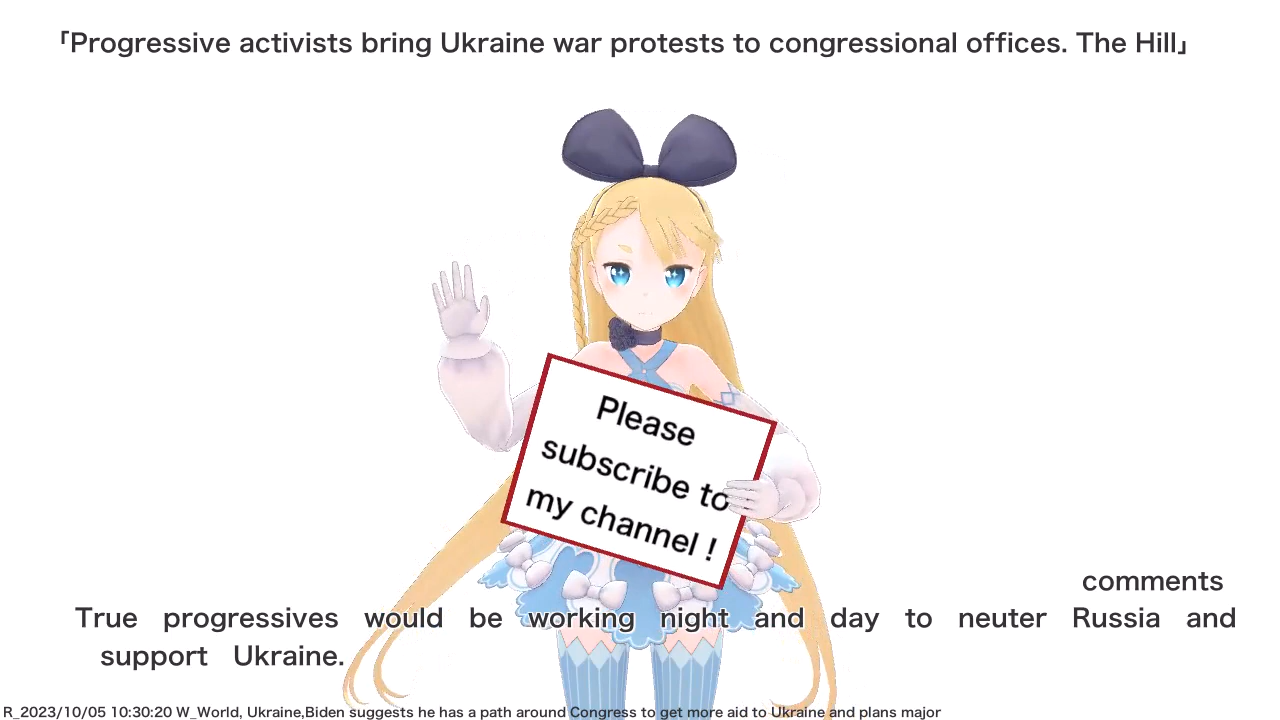 「Progressive activists bring Ukraine war protests to congressional offices. The Hill」
Please
subscribe to
my channel !
comments
True progressives would be working night and day to neuter Russia and
support Ukraine.
R_2023/10/05 10:30:20 W_World, Ukraine,Biden suggests he has a path around Congress to get more aid to Ukraine and plans major